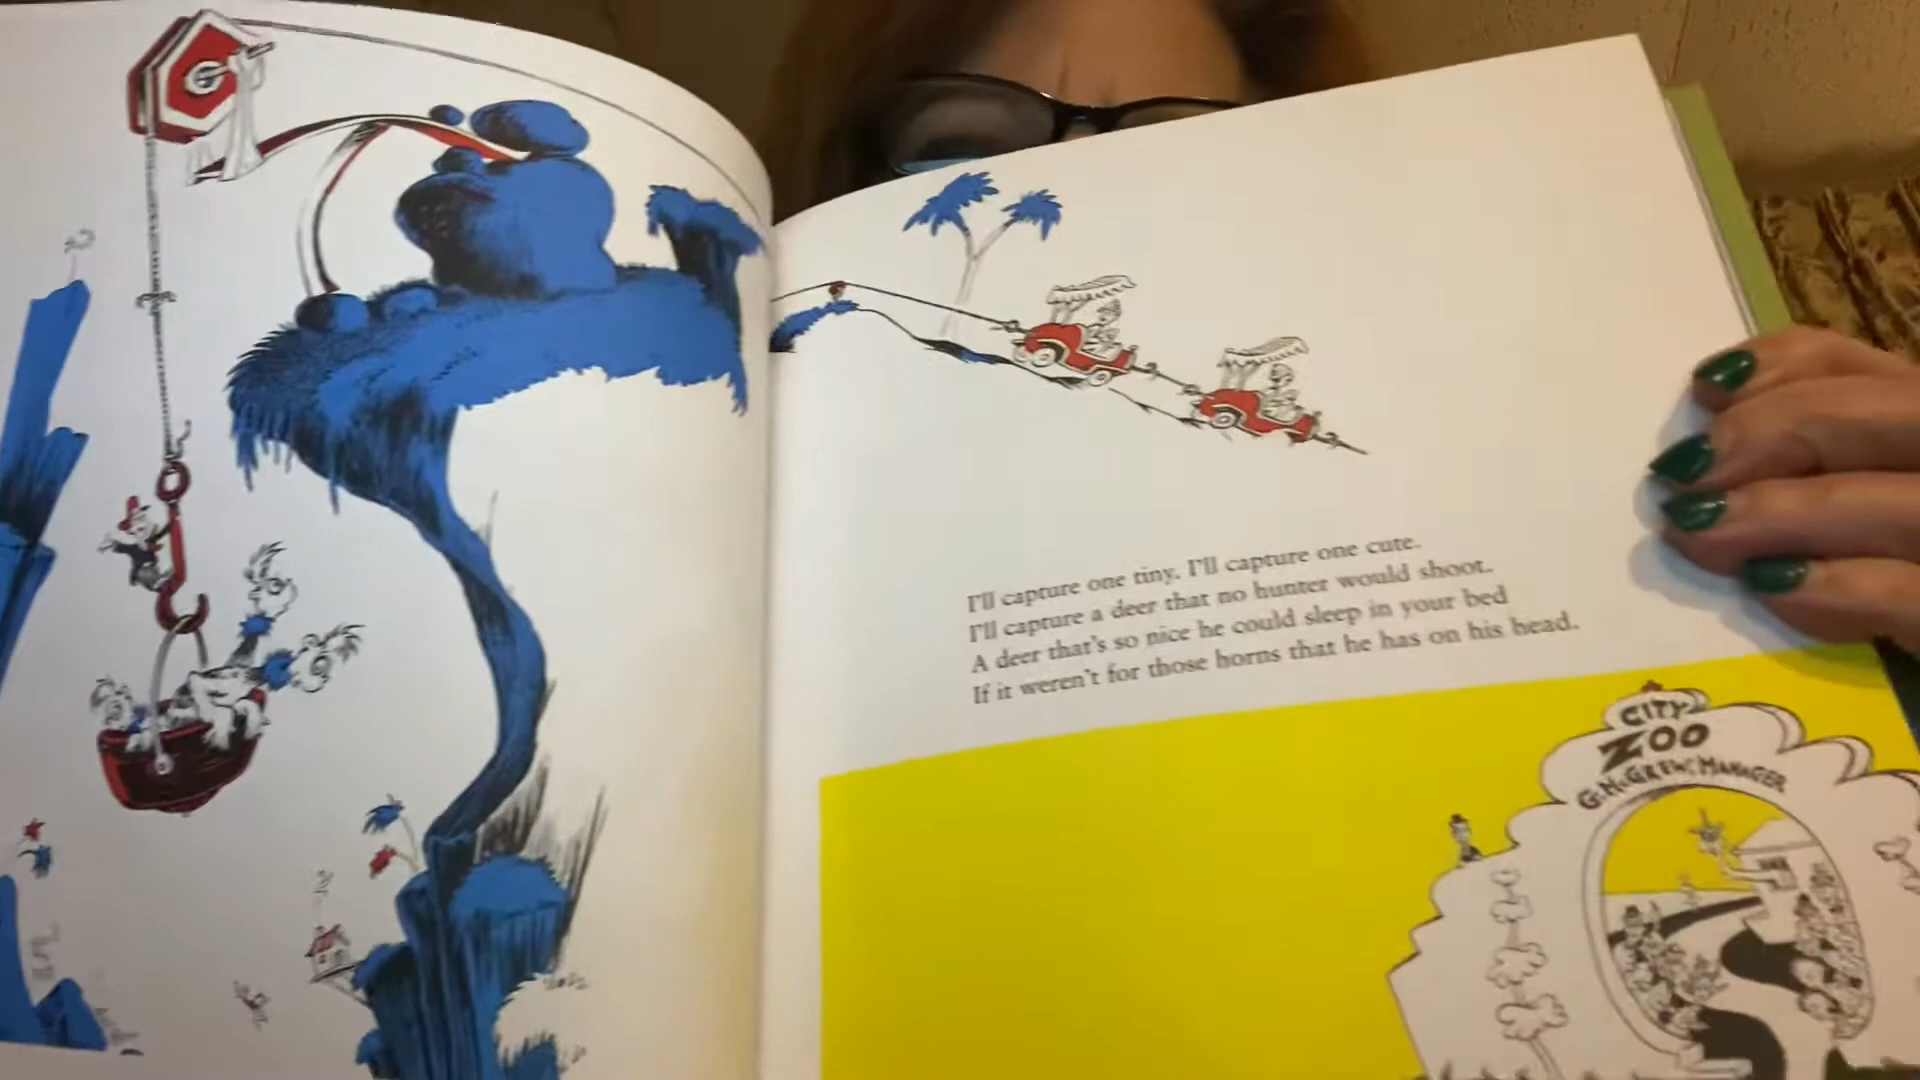 I'll capture one tiny. I'll capture one cute.
I'll capture a deer that no hunter would shoot.
A deer that's so nice he could sleep in your bed
If it weren't for those horns that he has on his head.
CITY
ZOO
G. McGREW, MANAGER